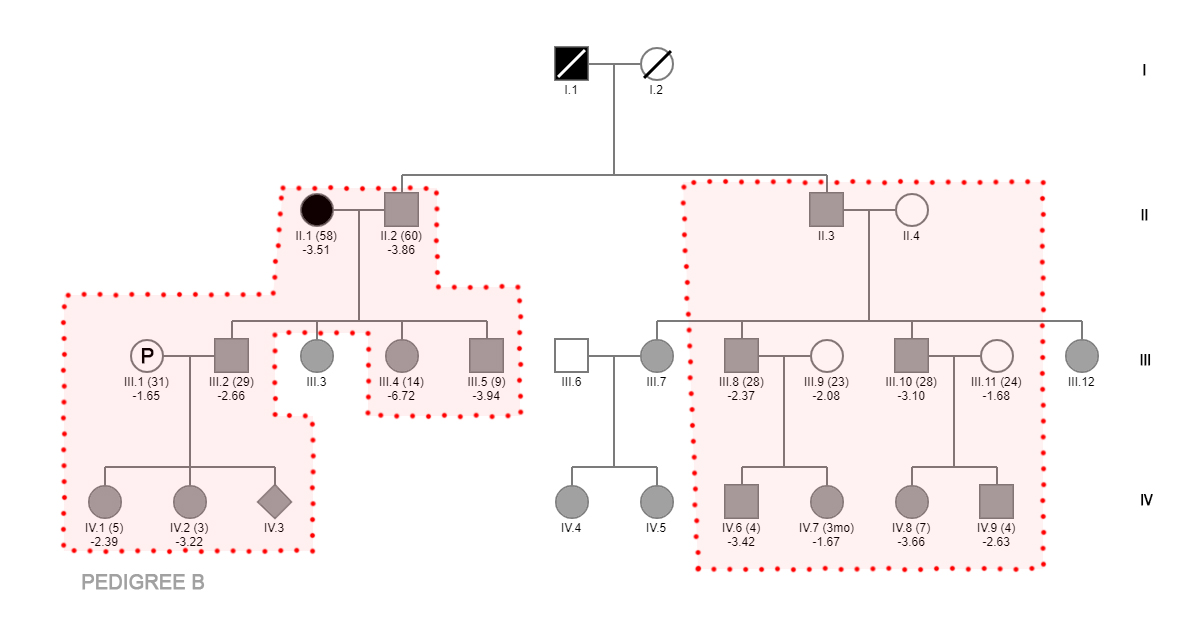 I
I.1
I.2
II
II.1 (58)
-3.51
II.2 (60)
-3.86
II.3
II.4
III
P
III.1 (31)
-1.65
III.2 (29)
-2.66
III.3
III.4 (14)
-6.72
III.5 (9)
-3.94
III.6
III.7
III.8 (28)
-2.37
III.9 (23)
-2.08
III.10 (28)
-3.10
III.11 (24)
-1.68
III.12
IV
IV.1 (5)
-2.39
IV.2 (3)
-3.22
IV.3
IV.4
IV.5
IV.6 (4)
-3.42
IV.7 (3mo)
-1.67
IV.8 (7)
-3.66
IV.9 (4)
-2.63
PEDIGREE B